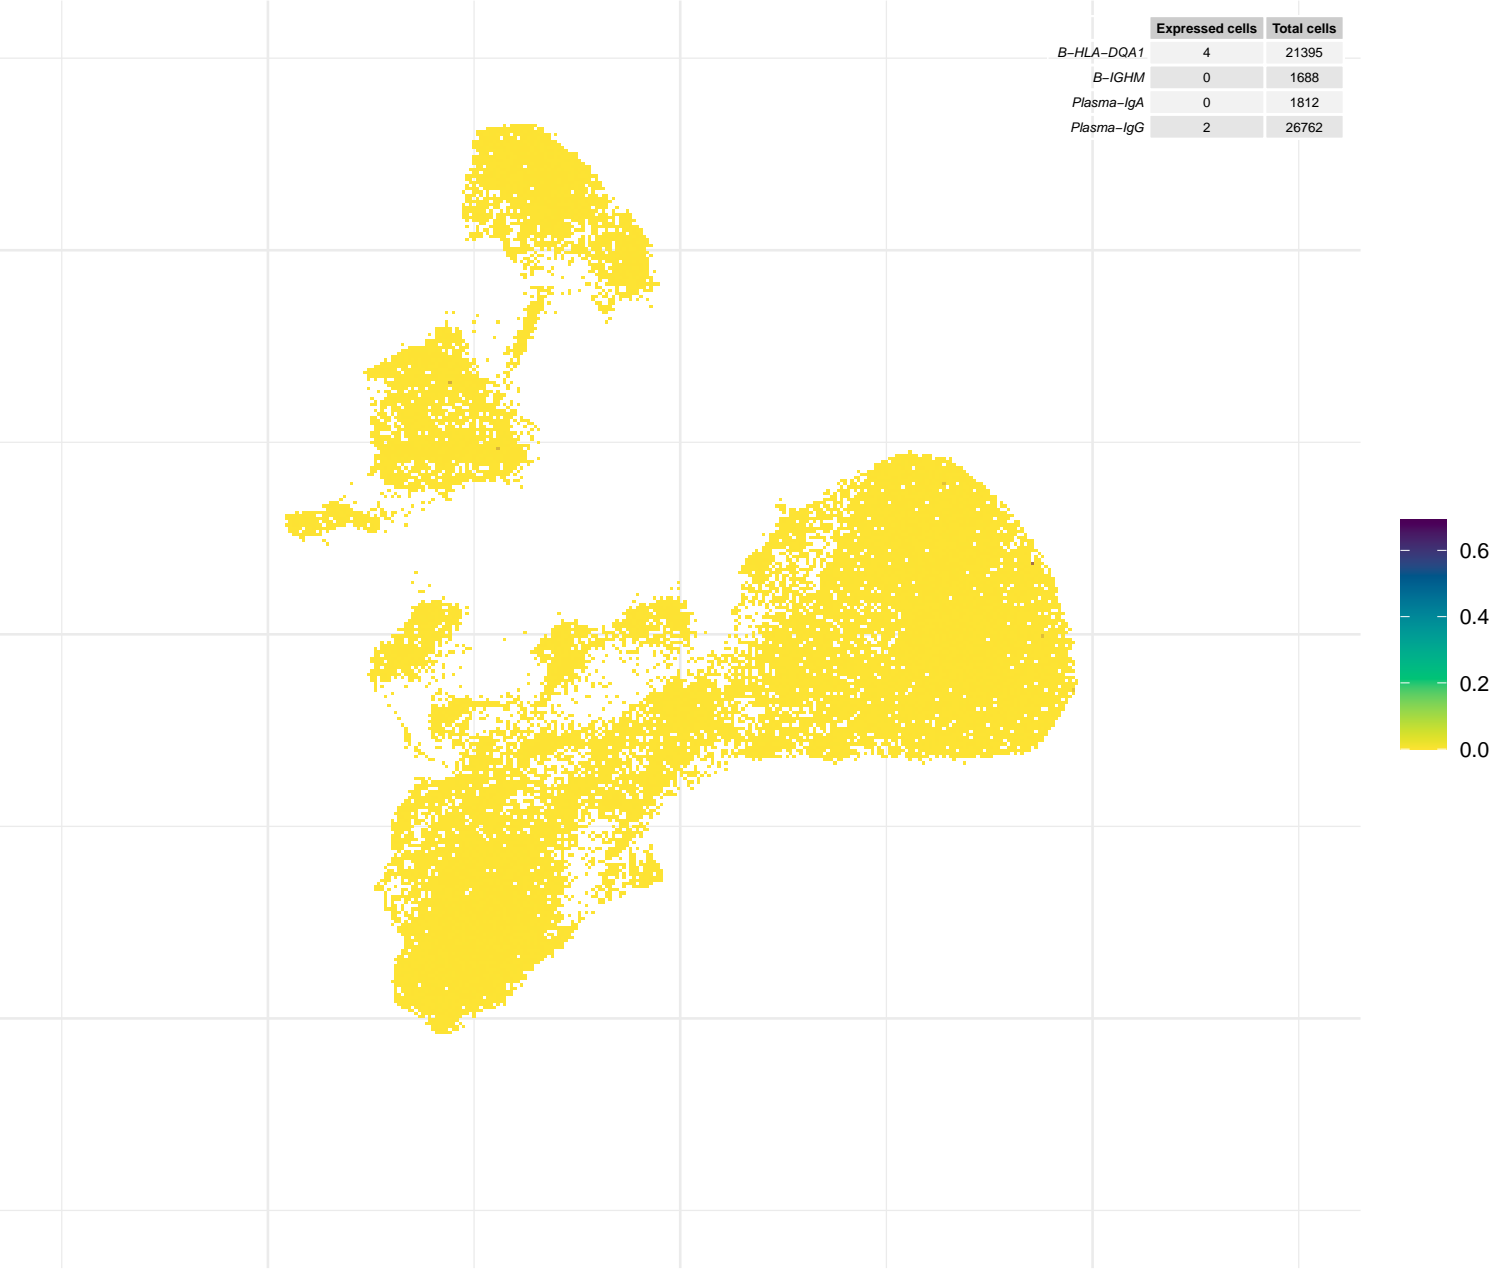 Expressed cells Total cells
B−HLA−DQA1 4 21395
B−IGHM 0 1688
Plasma−IgA 0 1812
Plasma−IgG 2 26762
0.6
0.4
0.2
0.0